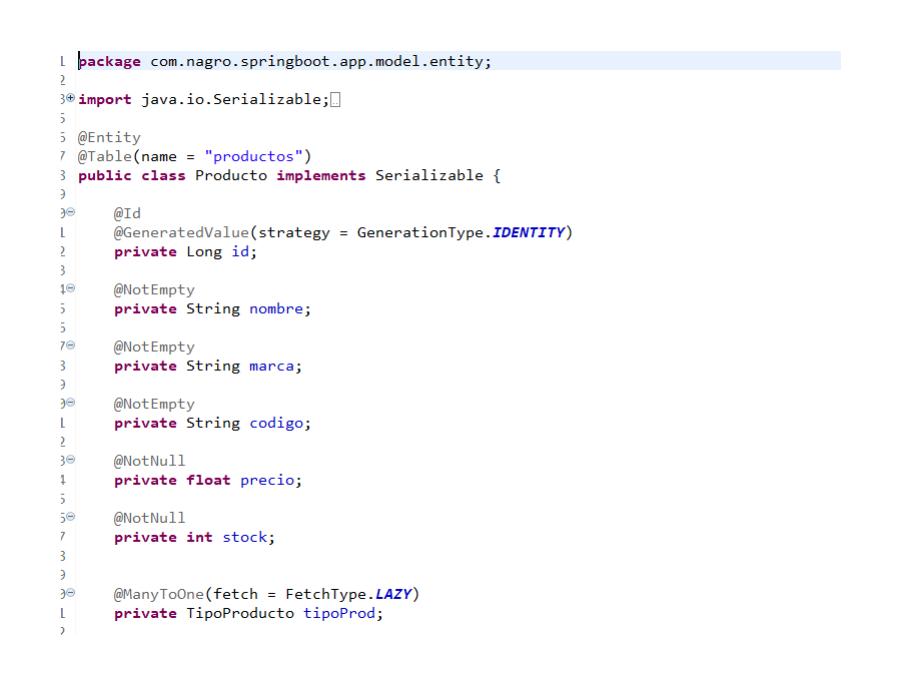 package com.nagro.springboot.app.model.entity;
import java.io.Serializable;
@Entity
@Table(name = "productos")
public class Producto implements Serializable {
@Id
@GeneratedValue(strategy = GenerationType.IDENTITY)
private Long id;
@NotEmpty
private String nombre;
@NotEmpty
private String marca;
@NotEmpty
private String codigo;
@NotNull
private float precio;
@NotNull
private int stock;
@ManyToOne(fetch = FetchType.LAZY)
private TipoProducto tipoProd;